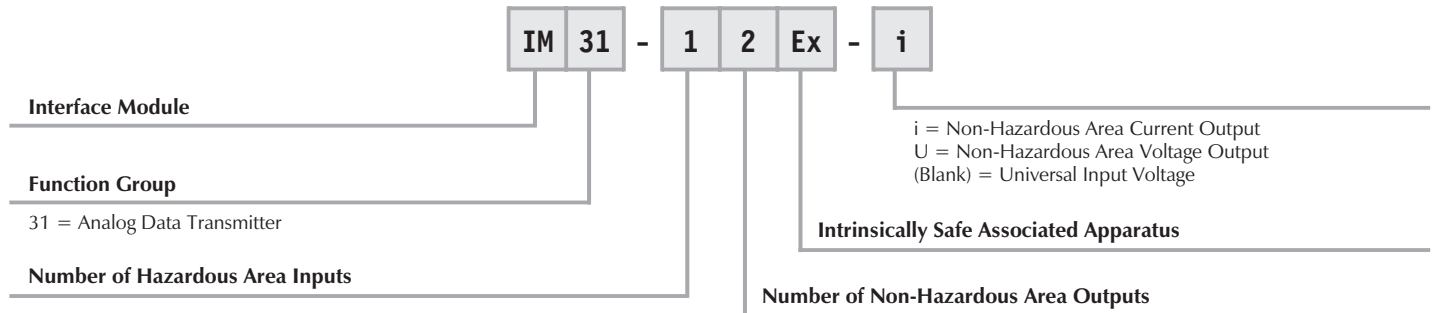 IM 31 - 1 2 Ex - i
Interface Module
i = Non-Hazardous Area Current Output
U = Non-Hazardous Area Voltage Output
(Blank) = Universal Input Voltage
Function Group
31 = Analog Data Transmitter
Intrinsically Safe Associated Apparatus
Number of Hazardous Area Inputs
Number of Non-Hazardous Area Outputs